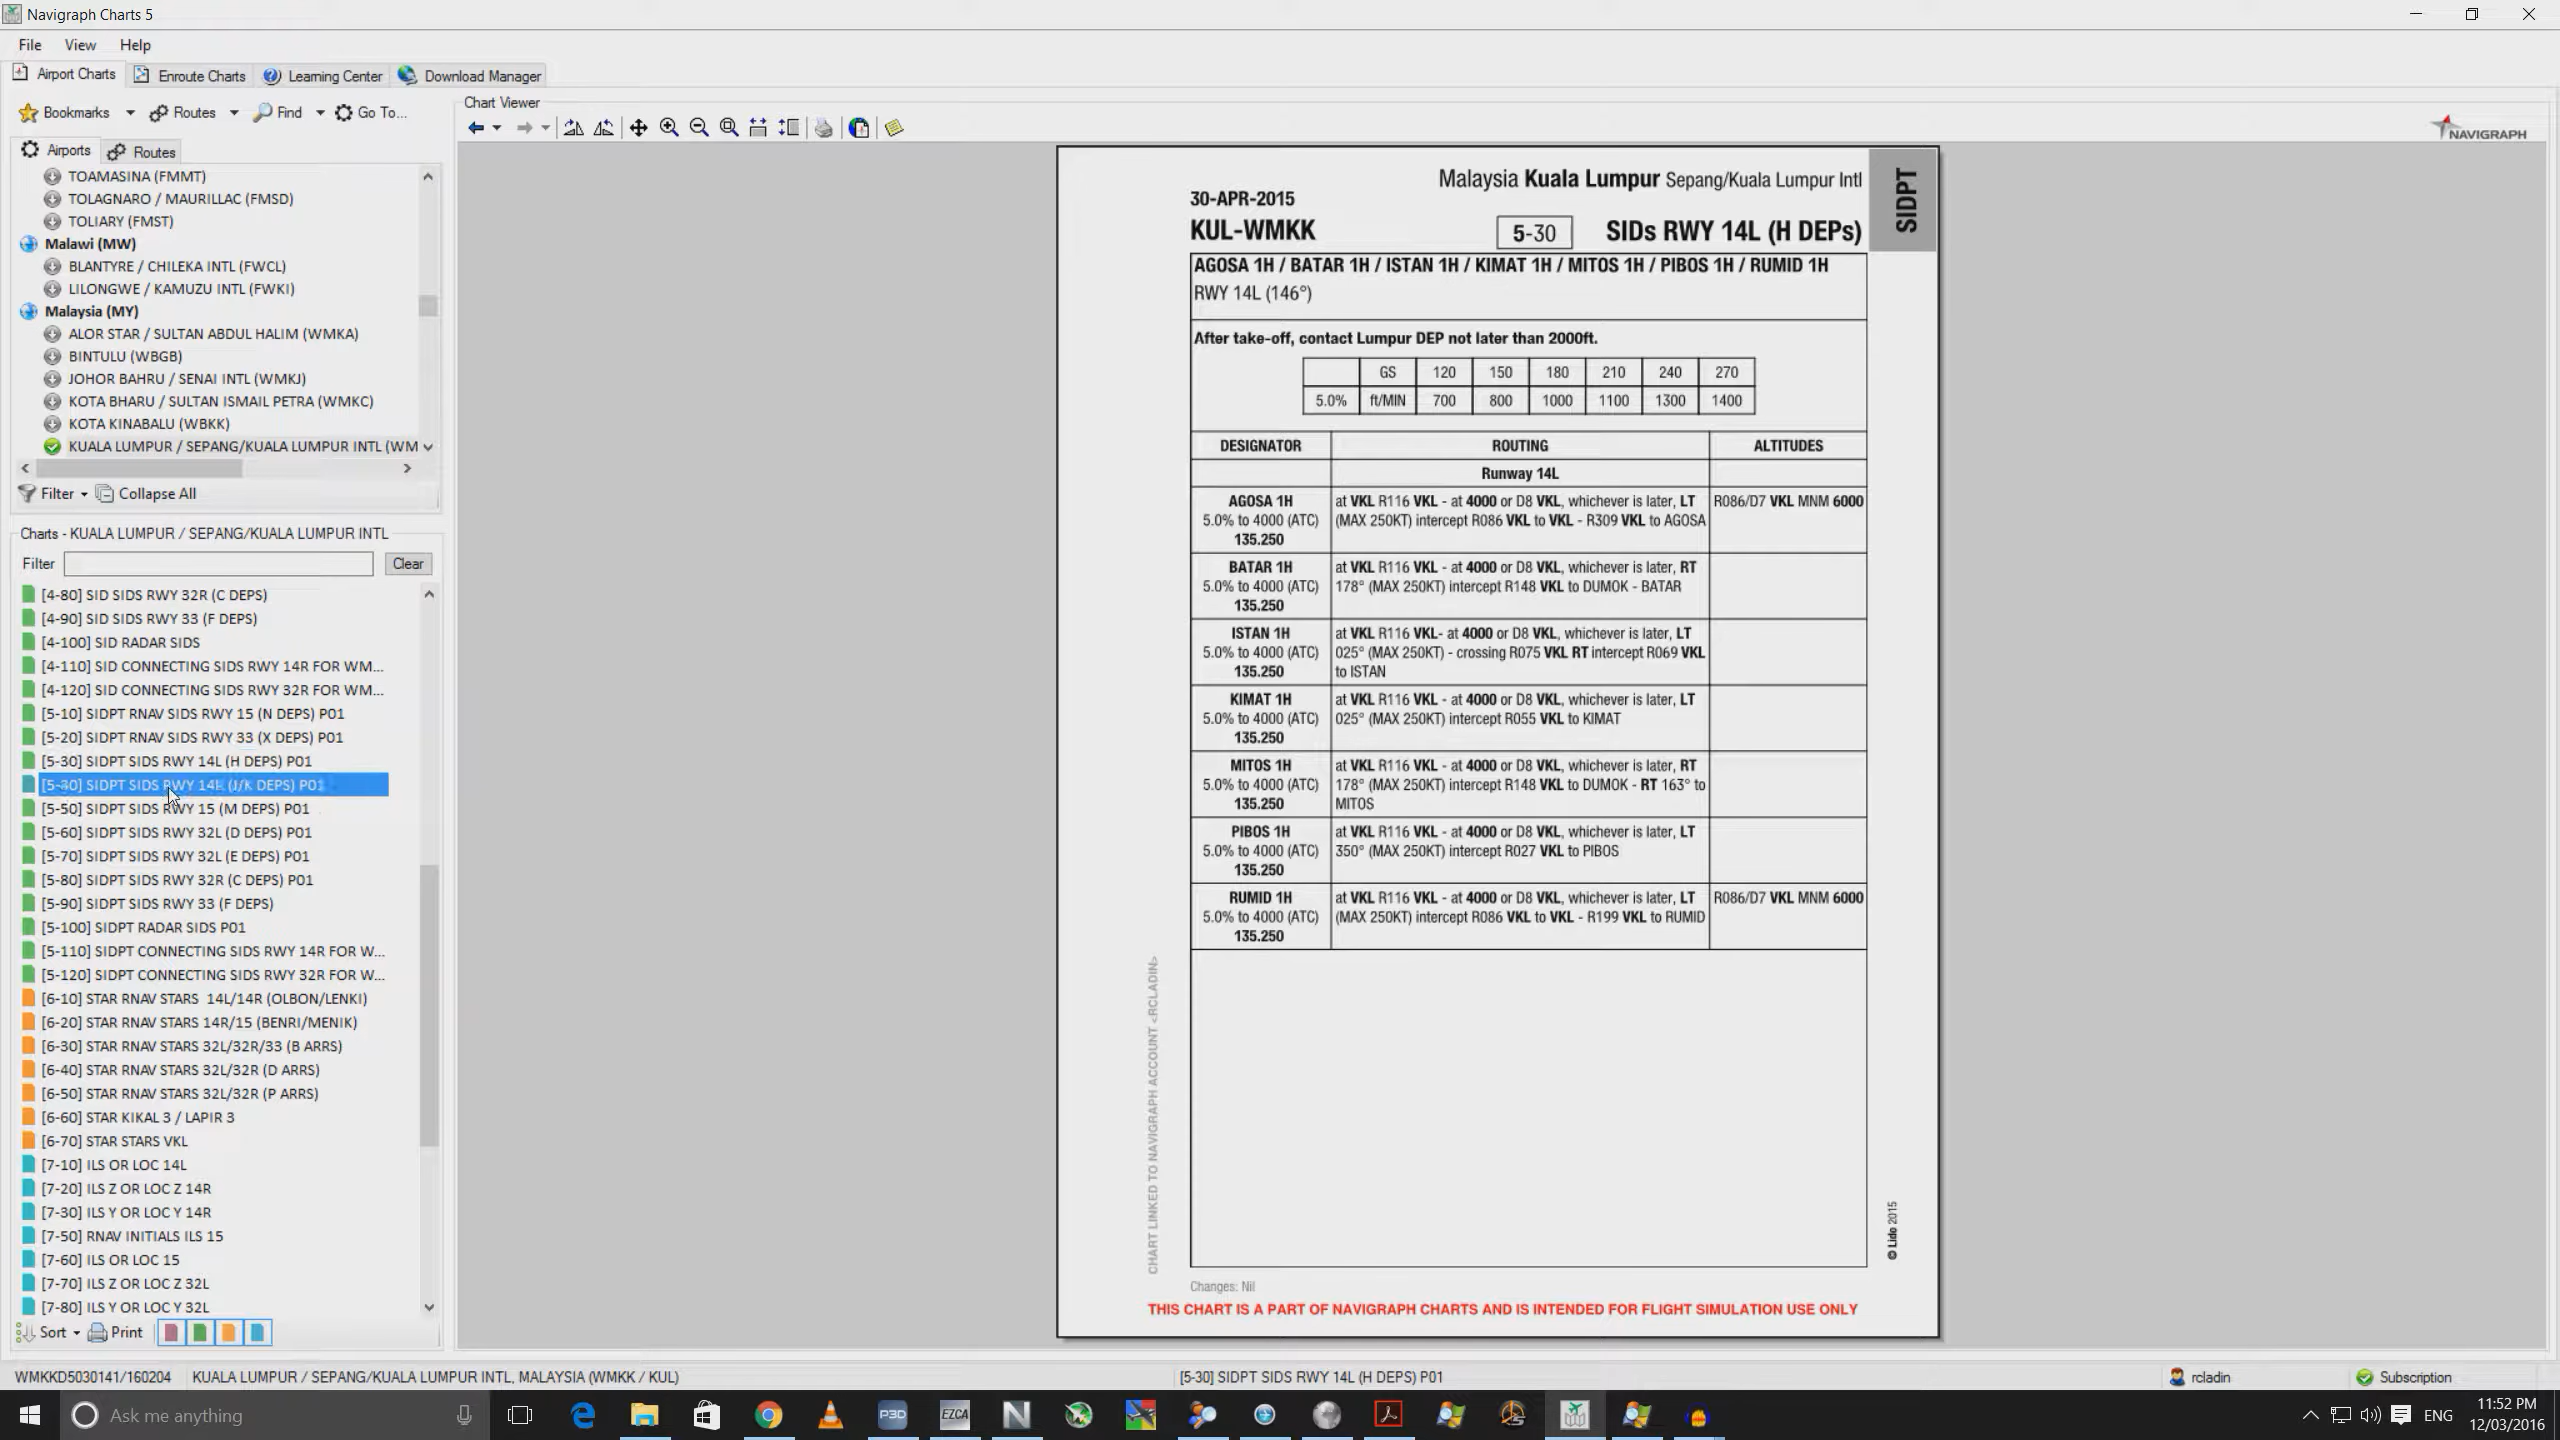 Navigraph Charts 5
File View Help
Airport Charts Enroute Charts Learning Center Download Manager
Bookmarks Routes Find Go To...
Airports Routes
TOAMASINA (FMMT)
TOLAGNARO / MAURILLAC (FMSD)
TOLIARY (FMST)
Malawi (MW)
BLANTYRE / CHILEKA INTL (FWCL)
LILONGWE / KAMUZU INTL (FWKI)
Malaysia (MY)
ALOR STAR / SULTAN ABDUL HALIM (WMKA)
BINTULU (WBGB)
JOHOR BAHRU / SENAI INTL (WMKJ)
KOTA BHARU / SULTAN ISMAIL PETRA (WMKC)
KOTA KINABALU (WBKK)
KUALA LUMPUR / SEPANG/KUALA LUMPUR INTL (WM
Filter Collapse All
Charts - KUALA LUMPUR / SEPANG/KUALA LUMPUR INTL
Filter Clear
[4-80] SID SIDS RWY 32R (C DEPS)
[4-90] SID SIDS RWY 33 (F DEPS)
[4-100] SID RADAR SIDS
[4-110] SID CONNECTING SIDS RWY 14R FOR WM...
[4-120] SID CONNECTING SIDS RWY 32R FOR WM...
[5-10] SIDPT RNAV SIDS RWY 15 (N DEPS) P01
[5-20] SIDPT RNAV SIDS RWY 33 (X DEPS) P01
[5-30] SIDPT SIDS RWY 14L (H DEPS) P01
SIDPT SIDS RWY (J/K DEPS) P01
[5-50] SIDPT SIDS RWY 15 (M DEPS) P01
[5-60] SIDPT SIDS RWY 32L (D DEPS) P01
[5-70] SIDPT SIDS RWY 32L (E DEPS) P01
[5-80] SIDPT SIDS RWY 32R (C DEPS) P01
[5-90] SIDPT SIDS RWY 33 (F DEPS)
[5-100] SIDPT RADAR SIDS P01
[5-110] SIDPT CONNECTING SIDS RWY 14R FOR W...
[5-120] SIDPT CONNECTING SIDS RWY 32R FOR W...
[6-10] STAR RNAV STARS 14L/14R (OLBON/LENKI)
[6-20] STAR RNAV STARS 14R/15 (BENRI/MENIK)
[6-30] STAR RNAV STARS 32L/32R/33 (B ARRS)
[6-40] STAR RNAV STARS 32L/32R (D ARRS)
[6-50] STAR RNAV STARS 32L/32R (P ARRS)
[6-60] STAR KIKAL 3 / LAPIR 3
[6-70] STAR STARS VKL
[7-10] ILS OR LOC 14L
[7-20] ILS Z OR LOC Z 14R
[7-30] ILS Y OR LOC Y 14R
[7-50] RNAV INITIALS ILS 15
[7-60] ILS OR LOC 15
[7-70] ILS Z OR LOC Z 32L
[7-80] ILS Y OR LOC Y 32L
Sort Print
Chart Viewer
NAVIGRAPH
Malaysia Kuala Lumpur Sepang/Kuala Lumpur Intl
SIDPT
30-APR-2015
KUL-WMKK 5-30 SIDs RWY 14L (H DEPs)
AGOSA 1H / BATAR 1H / ISTAN 1H / KIMAT 1H / MITOS 1H / PIBOS 1H / RUMID 1H
RWY 14L (146°)
After take-off, contact Lumpur DEP not later than 2000ft.
GS 120 150 180 210 240 270
5.0% ft/MIN 700 800 1000 1100 1300 1400
DESIGNATOR ROUTING ALTITUDES
Runway 14L
AGOSA 1H at VKL R116 VKL - at 4000 or D8 VKL, whichever is later, LT R086/D7 VKL MNM 6000
5.0% to 4000 (ATC) (MAX 250KT) intercept R086 VKL to VKL - R309 VKL to AGOSA
135.250
BATAR 1H at VKL R116 VKL - at 4000 or D8 VKL, whichever is later, RT
5.0% to 4000 (ATC) 178° (MAX 250KT) intercept R148 VKL to DUMOK - BATAR
135.250
ISTAN 1H at VKL R116 VKL- at 4000 or D8 VKL, whichever is later, LT
5.0% to 4000 (ATC) 025° (MAX 250KT) - crossing R075 VKL RT intercept R069 VKL
135.250 to ISTAN
KIMAT 1H at VKL R116 VKL - at 4000 or D8 VKL, whichever is later, LT
5.0% to 4000 (ATC) 025° (MAX 250KT) intercept R055 VKL to KIMAT
135.250
MITOS 1H at VKL R116 VKL - at 4000 or D8 VKL, whichever is later, RT
5.0% to 4000 (ATC) 178° (MAX 250KT) intercept R148 VKL to DUMOK - RT 163° to
135.250 MITOS
PIBOS 1H at VKL R116 VKL - at 4000 or D8 VKL, whichever is later, LT
5.0% to 4000 (ATC) 350° (MAX 250KT) intercept R027 VKL to PIBOS
135.250
RUMID 1H at VKL R116 VKL - at 4000 or D8 VKL, whichever is later, LT R086/D7 VKL MNM 6000
5.0% to 4000 (ATC) (MAX 250KT) intercept R086 VKL to VKL - R199 VKL to RUMID
135.250
CHART LINKED TO NAVIGRAPH ACCOUNT <RCLADIN>
© Lido 2015
Changes: Nil
THIS CHART IS A PART OF NAVIGRAPH CHARTS AND IS INTENDED FOR FLIGHT SIMULATION USE ONLY
WMKKD5030141/160204 KUALA LUMPUR / SEPANG/KUALA LUMPUR INTL, MALAYSIA (WMKK / KUL) [5-30] SIDPT SIDS RWY 14L (H DEPS) P01 rcladin Subscription
Ask me anything P3D EZCA N ENG
11:52 PM
12/03/2016